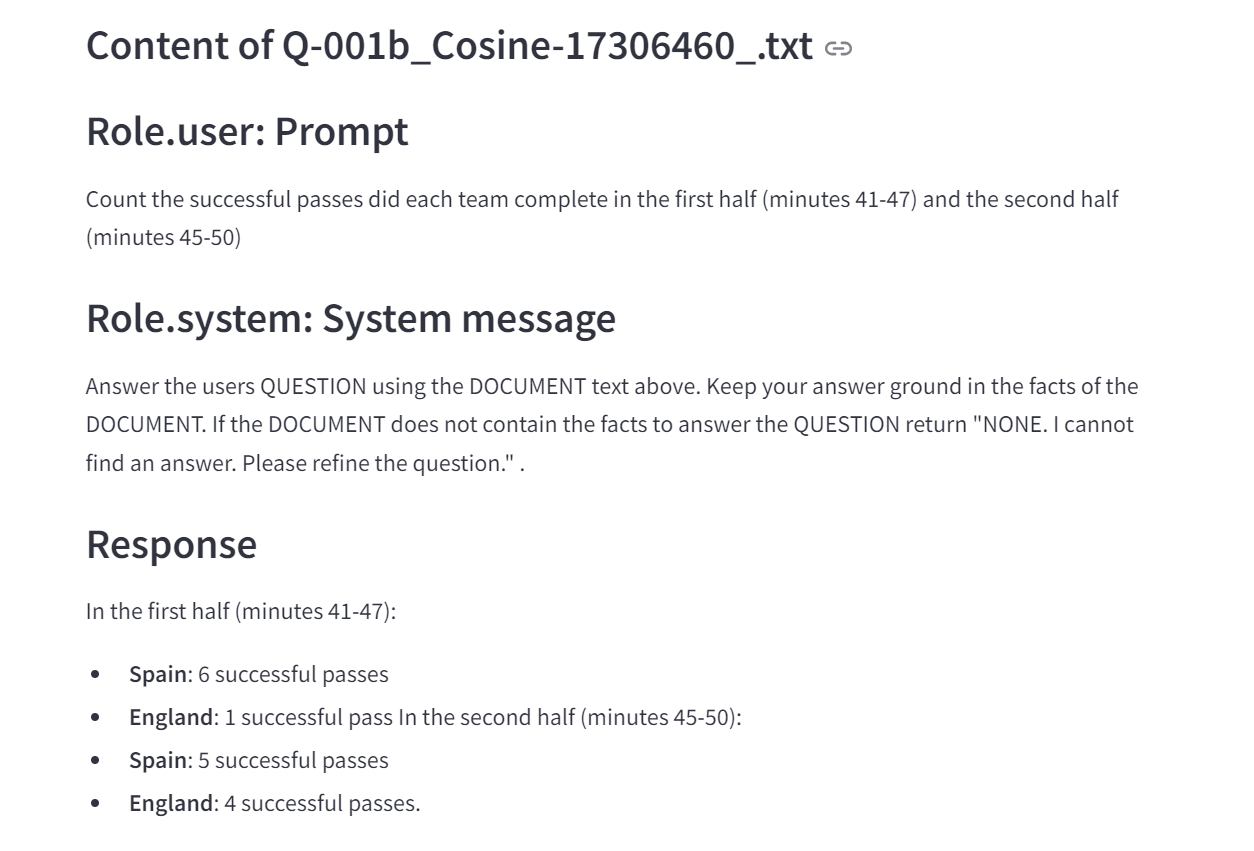 Content of Q-001b_Cosine-17306460_.txt
Role.user: Prompt
Count the successful passes did each team complete in the first half (minutes 41-47) and the second half
(minutes 45-50)
Role.system: System message
Answer the users QUESTION using the DOCUMENT text above. Keep your answer ground in the facts of the
DOCUMENT. If the DOCUMENT does not contain the facts to answer the QUESTION return "NONE. I cannot
find an answer. Please refine the question." .
Response
In the first half (minutes 41-47):
• Spain: 6 successful passes
• England: 1 successful pass In the second half (minutes 45-50):
• Spain: 5 successful passes
• England: 4 successful passes.